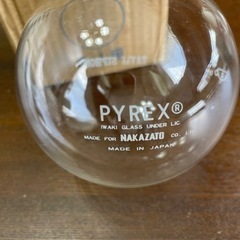 PYREX®
IWAKI GLASS UNDER LIC
MADE FOR NAKAZATO CO. L
MADE IN JAPAN